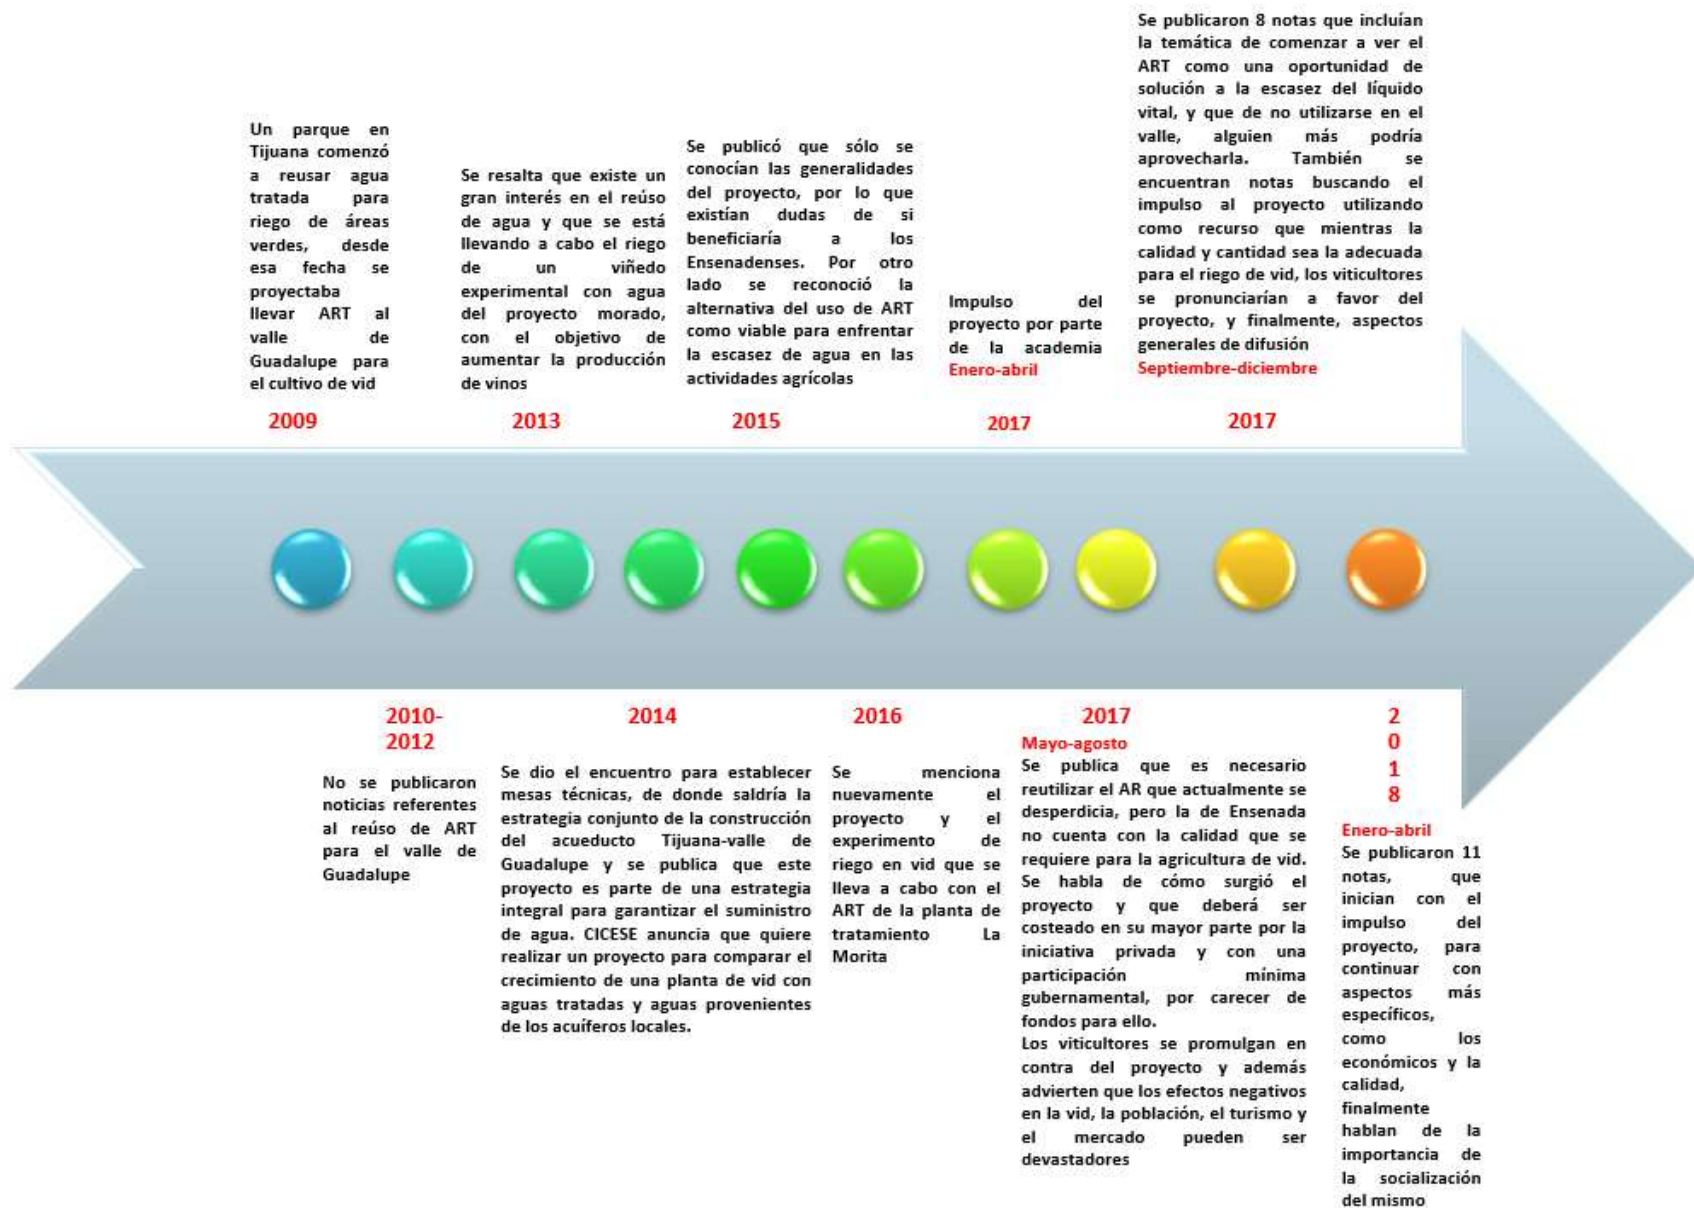 Un parque en
Tijuana comenzó
a reusar agua
tratada para
riego de áreas
verdes, desde
esa fecha se
proyectaba
llevar ART al
valle de
Guadalupe para
el cultivo de vid
2009
Se resalta que existe un
gran interés en el reúso
de agua y que se está
llevando a cabo el riego
de un viñedo
experimental con agua
del proyecto morado,
con el objetivo de
aumentar la producción
de vinos
2013
Se publicó que sólo se
conocían las generalidades
del proyecto, por lo que
existían dudas de si
beneficiaría a los
Ensenadenses. Por otro
lado se reconoció la
alternativa del uso de ART
como viable para enfrentar
la escasez de agua en las
actividades agrícolas
2015
Impulso del
proyecto por parte
de la academia
Enero-abril
2017
Se publicaron 8 notas que incluían
la temática de comenzar a ver el
ART como una oportunidad de
solución a la escasez del líquido
vital, y que de no utilizarse en el
valle, alguien más podría
aprovecharla. También se
encuentran notas buscando el
impulso al proyecto utilizando
como recurso que mientras la
calidad y cantidad sea la adecuada
para el riego de vid, los viticultores
se pronunciarían a favor del
proyecto, y finalmente, aspectos
generales de difusión
Septiembre-diciembre
2017
2010-
2012
No se publicaron
noticias referentes
al reúso de ART
para el valle de
Guadalupe
2014
Se dio el encuentro para establecer
mesas técnicas, de donde saldría la
estrategia conjunto de la construcción
del acueducto Tijuana-valle de
Guadalupe y se publica que este
proyecto es parte de una estrategia
integral para garantizar el suministro
de agua. CICESE anuncia que quiere
realizar un proyecto para comparar el
crecimiento de una planta de vid con
aguas tratadas y aguas provenientes
de los acuíferos locales.
2016
Se menciona
nuevamente el
proyecto y el
experimento de
riego en vid que se
lleva a cabo con el
ART de la planta de
tratamiento La
Morita
2017
Mayo-agosto
Se publica que es necesario
reutilizar el AR que actualmente se
desperdicia, pero la de Ensenada
no cuenta con la calidad que se
requiere para la agricultura de vid.
Se habla de cómo surgió el
proyecto y que deberá ser
costeado en su mayor parte por la
iniciativa privada y con una
participación mínima
gubernamental, por carecer de
fondos para ello.
Los viticultores se promulgan en
contra del proyecto y además
advierten que los efectos negativos
en la vid, la población, el turismo y
el mercado pueden ser
devastadores
2
0
1
8
Enero-abril
Se publicaron 11
notas, que
inician con el
impulso del
proyecto, para
continuar con
aspectos más
específicos,
como los
económicos y la
calidad,
finalmente
hablan de la
importancia de
la socialización
del mismo